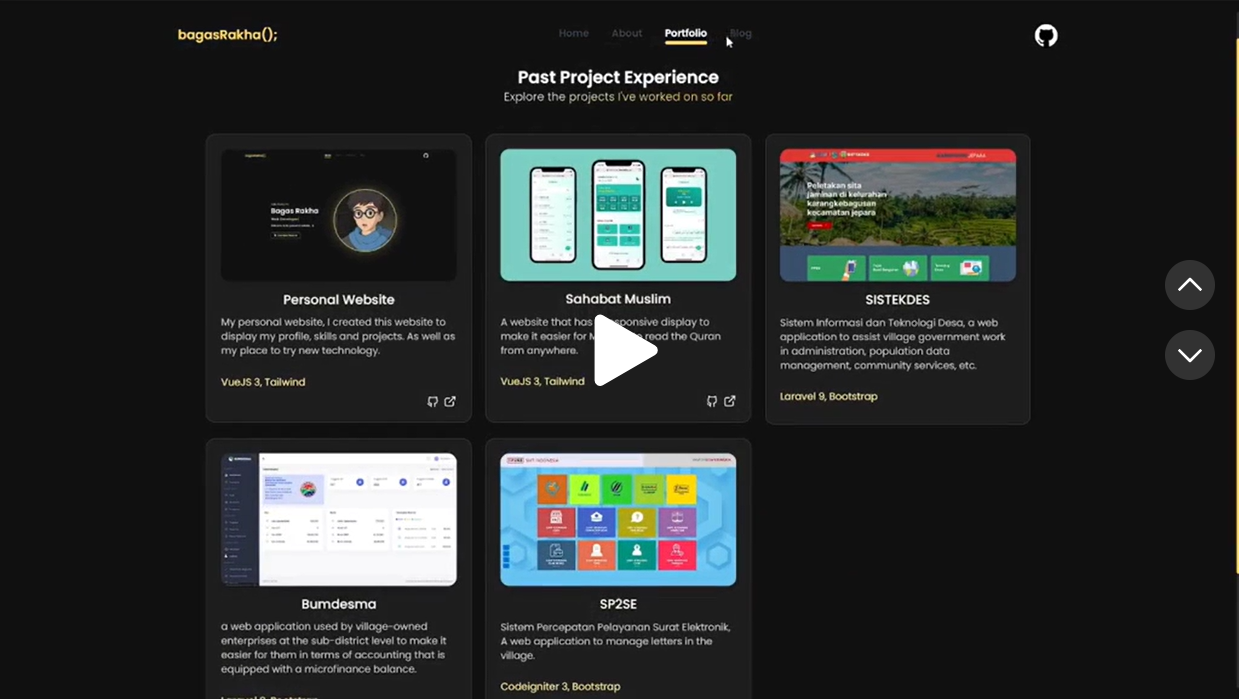 bagasRakha();
Home About Portfolio Blog
Past Project Experience
Explore the projects I've worked on so far
Bagas Rakha
Peletakan sita
jaminan di kelurahan
karangkebagusan
kecamatan jepara
Personal Website
My personal website, I created this website to
display my profile, skills and projects. As well as
my place to try new technology.
VueJS 3, Tailwind
Sahabat Muslim
A website that has
responsive display to
make it easier for
read the Quran
from anywhere.
VueJS 3, Tailwind
SISTEKDES
Sistem Informasi dan Teknologi Desa, a web
application to assist village government work
in administration, population data
management, community services, etc.
Laravel 9, Bootstrap
Bumdesma
a web application used by village-owned
enterprises at the sub-district level to make it
easier for them in terms of accounting that is
equipped with a microfinance balance.
SP2SE
Sistem Percepatan Pelayanan Surat Elektronik,
A web application to manage letters in the
village.
Codeigniter 3, Bootstrap